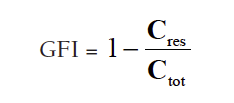 GFI = 1 − C_res / C_tot